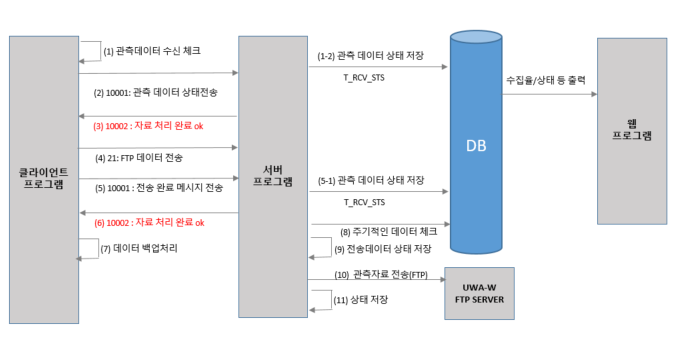 (1) 관측데이터 수신 체크
(1-2) 관측 데이터 상태 저장
T_RCV_STS
수집율/상태 등 출력
(2) 10001: 관측 데이터 상태전송
(3) 10002 : 자료 처리 완료 ok
웹
프로그램
DB
(4) 21: FTP 데이터 전송
클라이언트
프로그램
서버
프로그램
(5) 10001 : 전송 완료 메시지 전송
(5-1) 관측 데이터 상태 저장
T_RCV_STS
(6) 10002 : 자료 처리 완료 ok
(8) 주기적인 데이터 체크
(7) 데이터 백업처리
(9) 전송데이터 상태 저장
(10) 관측자료 전송(FTP)
UWA-W
FTP SERVER
(11) 상태 저장